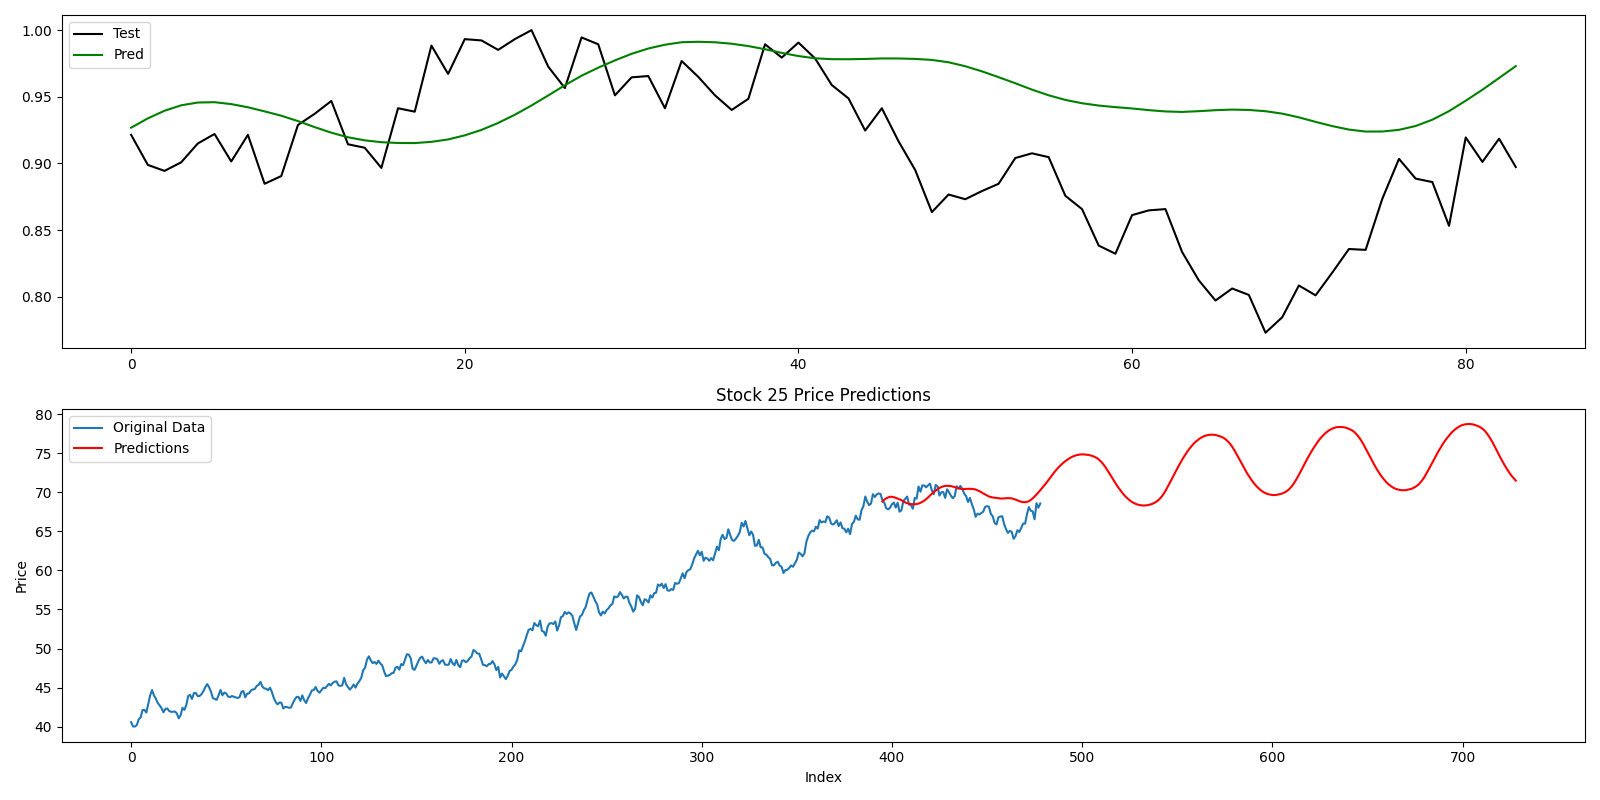 Test
Pred
1.00
0.95
0.90
0.85
0.80
0 20 40 60 80
Stock 25 Price Predictions
Original Data
Predictions
80
75
70
65
60
55
50
45
40
Price
0 100 200 300 400 500 600 700
Index